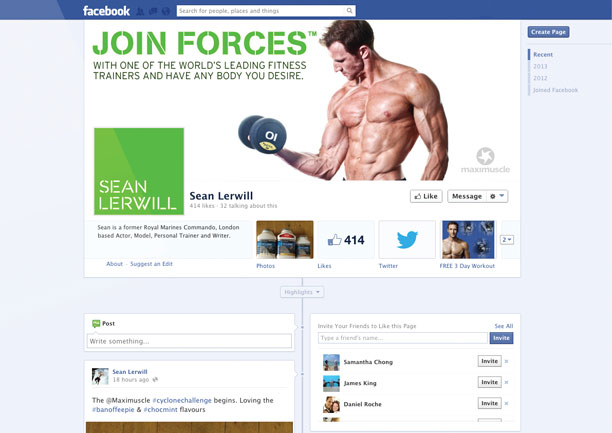 facebook
Search for people, places and things
Create Page
Recent
2013
2012
Joined Facebook
JOIN FORCES™
WITH ONE OF THE WORLD'S LEADING FITNESS
TRAINERS AND HAVE ANY BODY YOU DESIRE.
10
maximuscle
SEAN
LERWILL
Sean Lerwill
414 likes · 32 talking about this
Like
Message
Sean is a former Royal Marines Commando, London
based Actor, Model, Personal Trainer and Writer.
About · Suggest an Edit
414
2
Photos
Likes
Twitter
FREE 3 Day Workout
Highlights
Post
Write something...
Invite Your Friends to Like this Page
See All
Type a friend's name...
Invite
Samantha Chong
Invite
James King
Invite
Daniel Roche
Invite
Sean Lerwill
18 hours ago
The @Maximuscle #cyclonechallenge begins. Loving the
#banoffeepie & #chocmint flavours